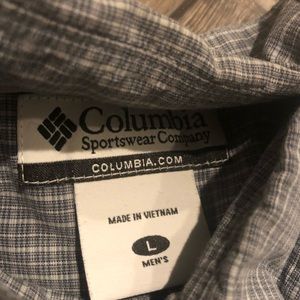 Columbia
Sportswear Company
COLUMBIA.COM
MADE IN VIETNAM
L
MEN'S